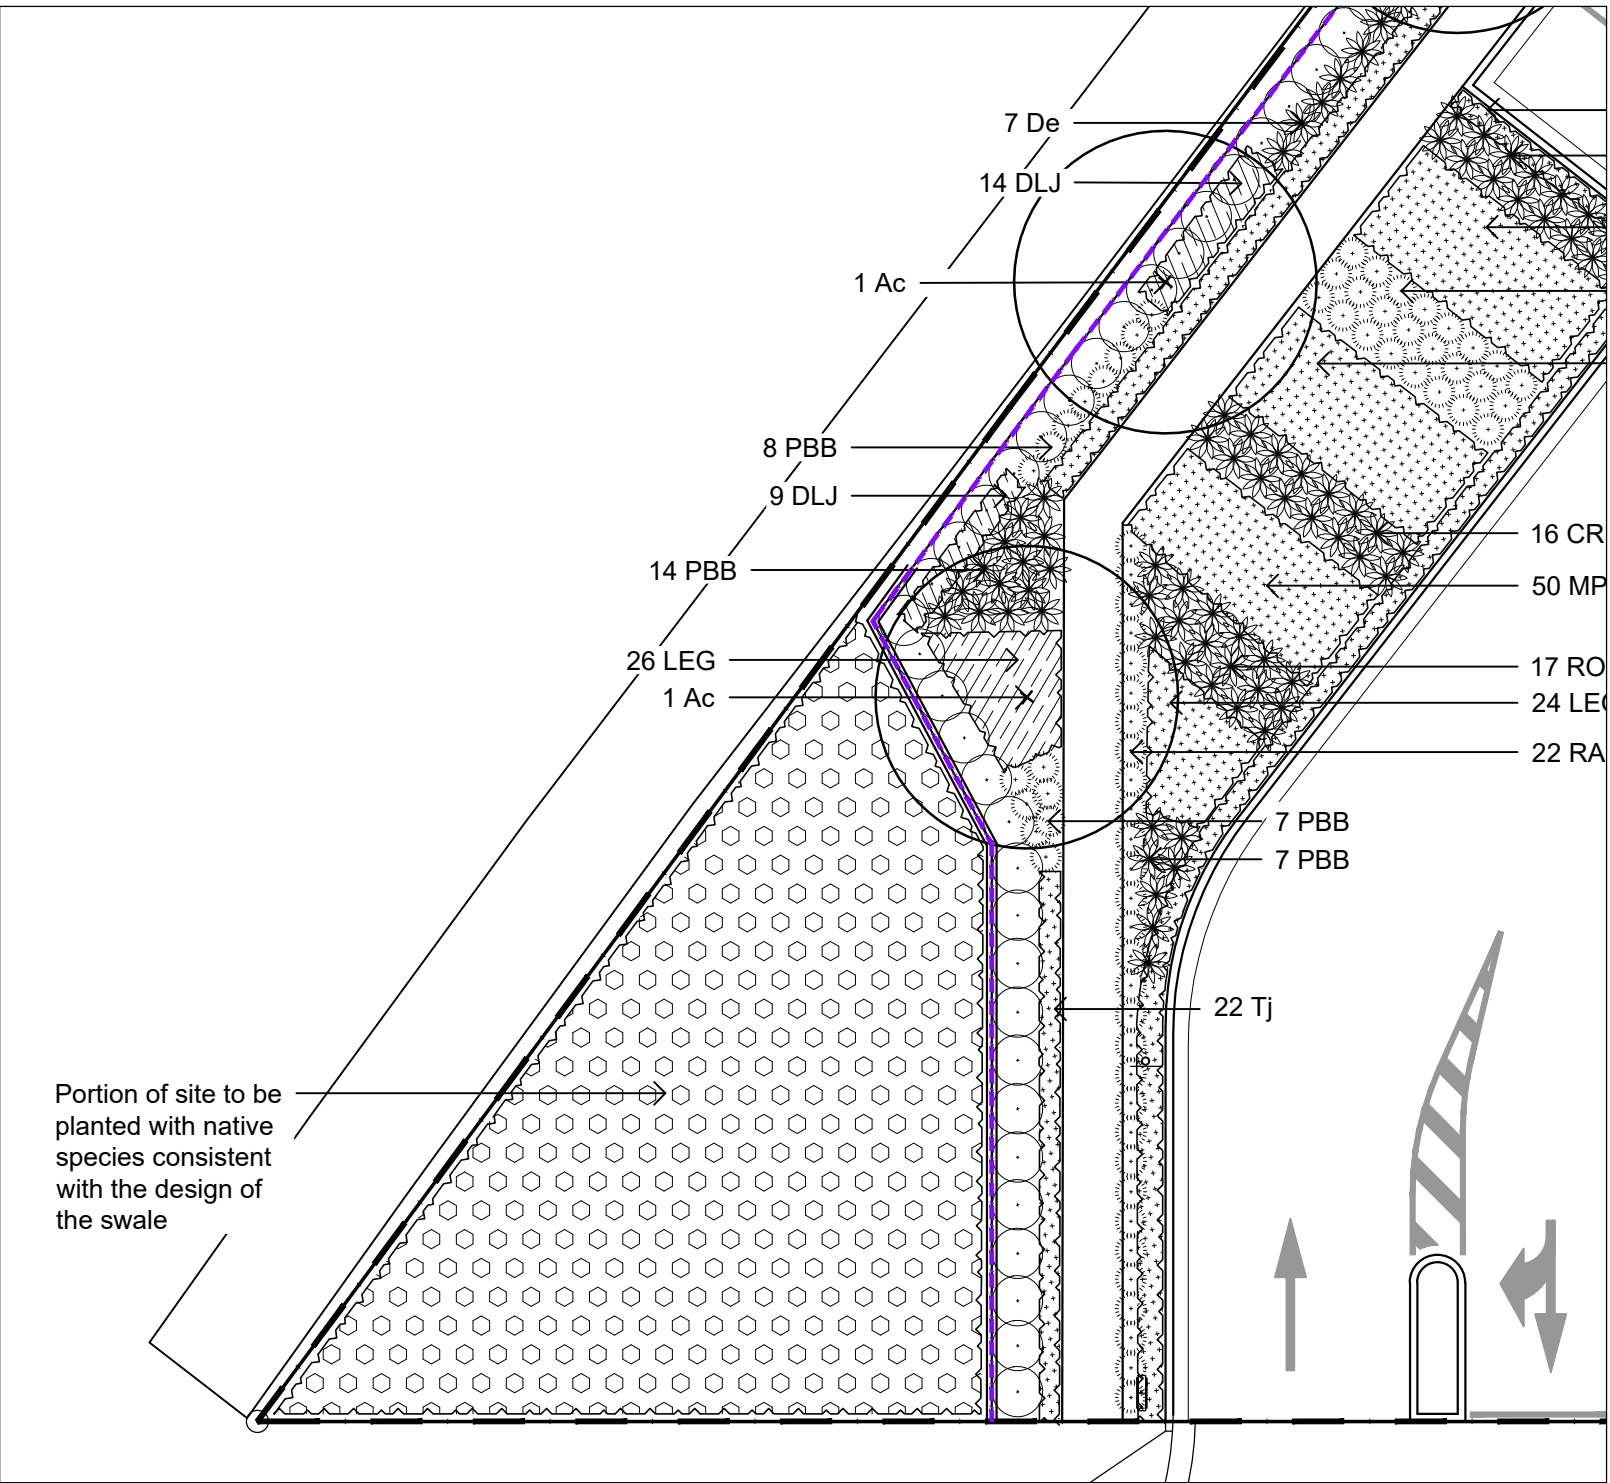 7 De
14 DLJ
1 Ac
8 PBB
9 DLJ
14 PBB
26 LEG
1 Ac
16 CR
50 MP
17 RO
24 LEG
22 RA
7 PBB
7 PBB
22 Tj
Portion of site to be
planted with native
species consistent
with the design of
the swale